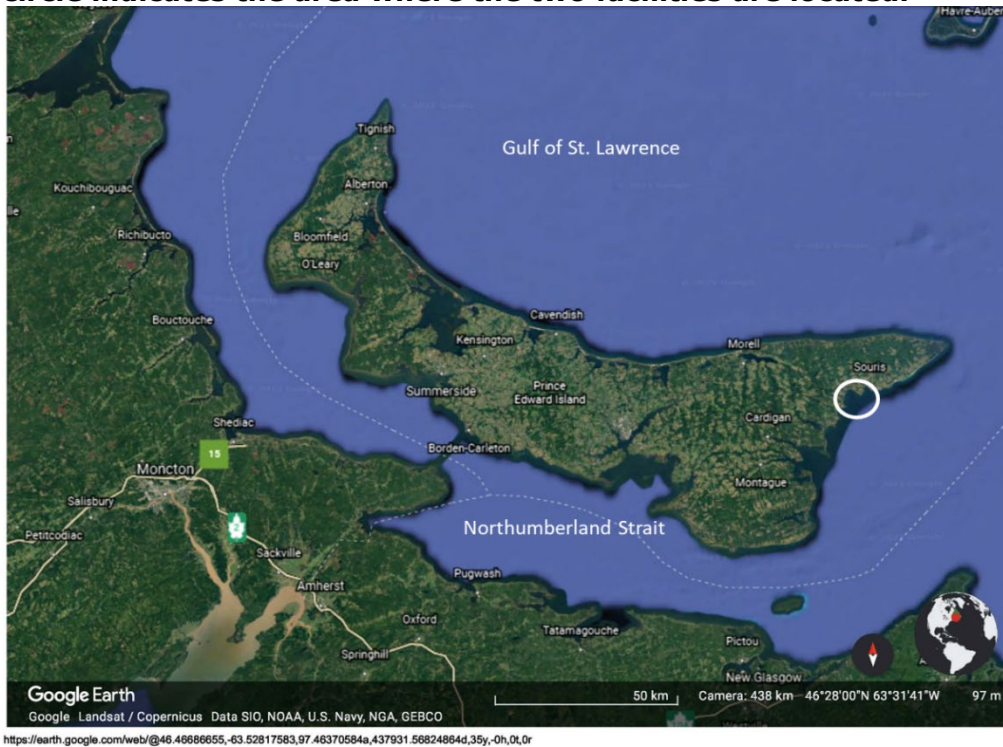 circle indicates the area where the two facilities are located.
Havre-Auber
Gulf of St. Lawrence
Tignish
Alberton
Kouchibouguac
Richibucto
Bloomfield
O'Leary
Bouctouche
Cavendish
Kensington
Morell
Souris
Summerside
Prince
Edward Island
Cardigan
Shediac
15
Borden-Carleton
Moncton
Montague
Salisbury
Northumberland Strait
Petitcodiac
2
Sackville
Pugwash
Amherst
Oxford
Tatamagouche
Springhill
Pictou
New Glasgow
Google Earth
50 km
Camera: 438 km 46°28'00"N 63°31'41"W 97 m
Google Landsat / Copernicus Data SIO, NOAA, U.S. Navy, NGA, GEBCO
https://earth.google.com/web/@46.46686655,-63.52817583,97.46370584a,437931.56824864d,35y,-0h,0t,0r